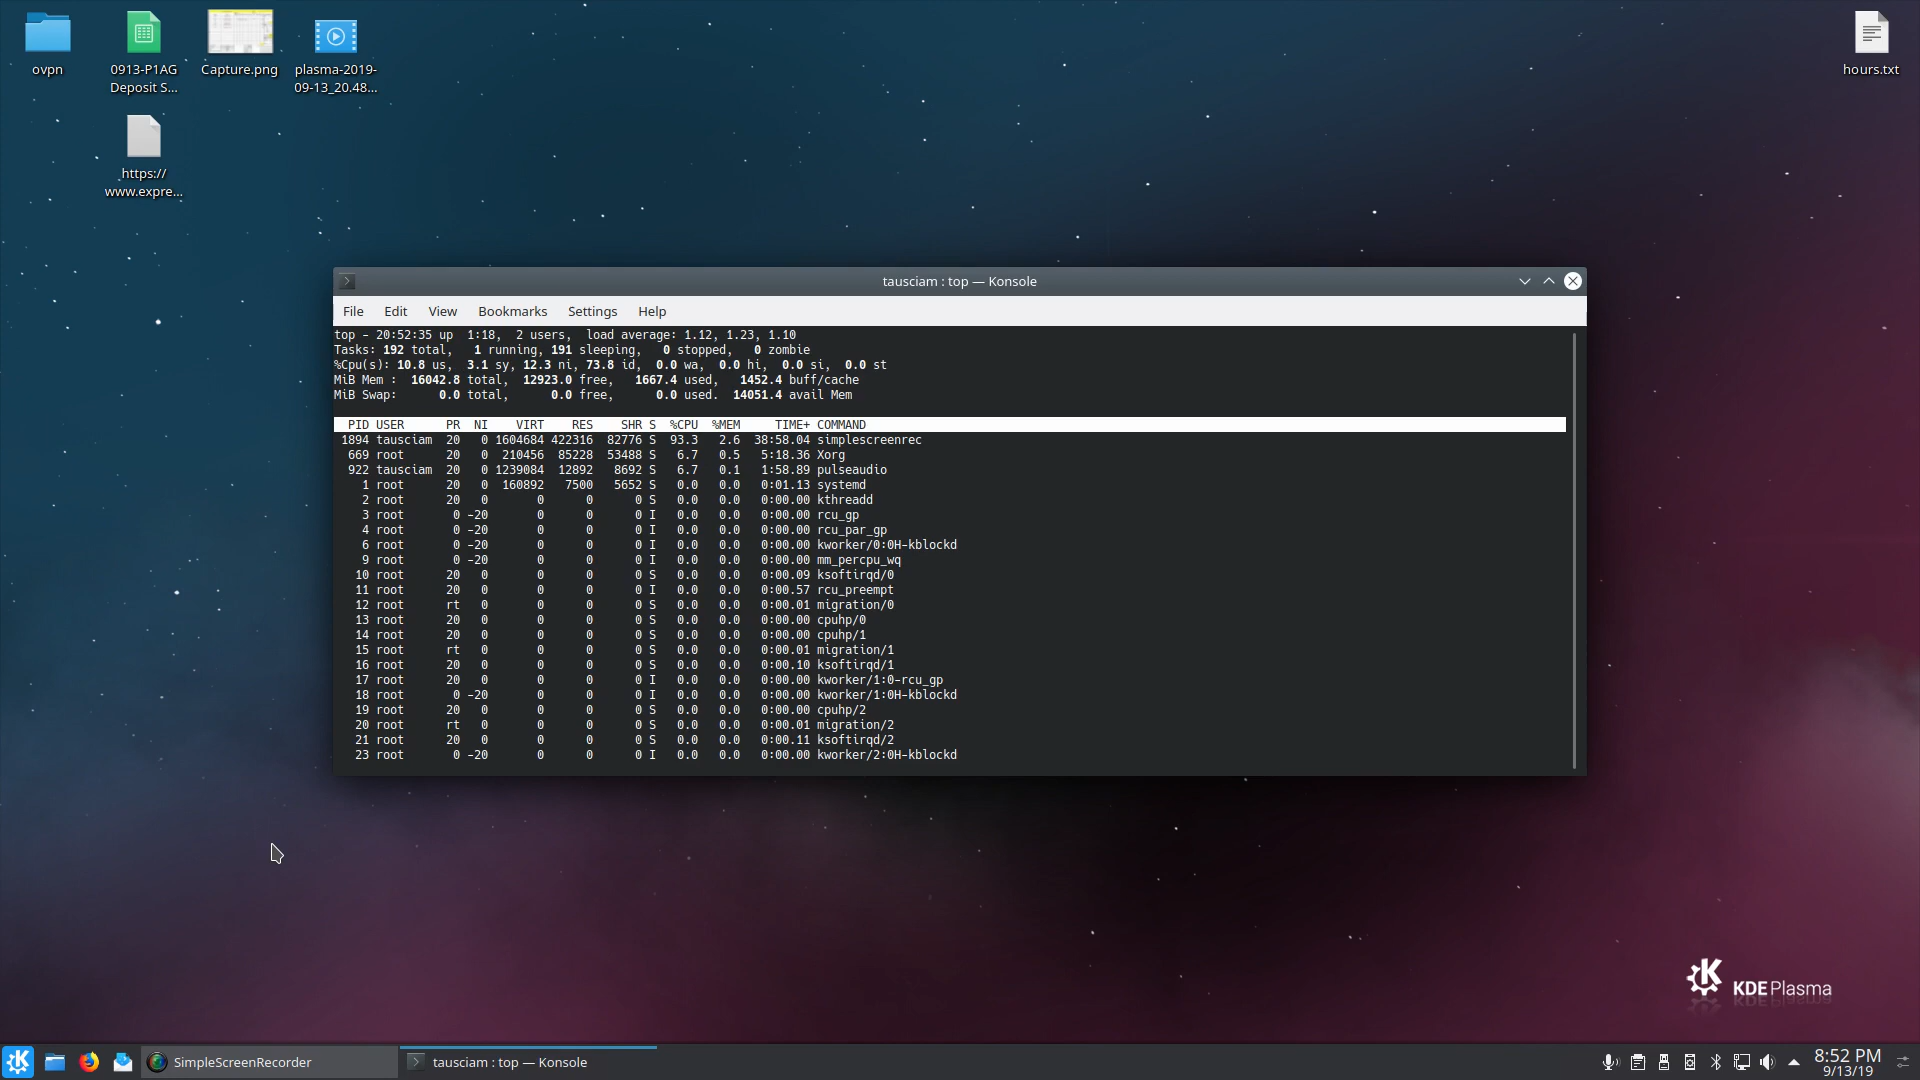 ovpn
0913-P1AG
Deposit S...
Capture.png
plasma-2019-
09-13_20.48...
hours.txt
https://
www.expre...
tausciam : top — Konsole
File Edit View Bookmarks Settings Help
top - 20:52:35 up  1:18,  2 users,  load average: 1.12, 1.23, 1.10
Tasks: 192 total,   1 running, 191 sleeping,   0 stopped,   0 zombie
%Cpu(s): 10.8 us,  3.1 sy, 12.3 ni, 73.8 id,  0.0 wa,  0.0 hi,  0.0 si,  0.0 st
MiB Mem :  16042.8 total,  12923.0 free,   1667.4 used,   1452.4 buff/cache
MiB Swap:      0.0 total,      0.0 free,      0.0 used.  14051.4 avail Mem
PID USER PR NI VIRT RES SHR S %CPU %MEM TIME+ COMMAND
1894 tausciam 20 0 1604684 422316 82776 S 93.3 2.6 38:58.04 simplescreenrec
669 root 20 0 210456 85228 53488 S 6.7 0.5 5:18.36 Xorg
922 tausciam 20 0 1239084 12892 8692 S 6.7 0.1 1:58.89 pulseaudio
1 root 20 0 160892 7500 5652 S 0.0 0.0 0:01.13 systemd
2 root 20 0 0 0 0 S 0.0 0.0 0:00.00 kthreadd
3 root 0 -20 0 0 0 I 0.0 0.0 0:00.00 rcu_gp
4 root 0 -20 0 0 0 I 0.0 0.0 0:00.00 rcu_par_gp
6 root 0 -20 0 0 0 I 0.0 0.0 0:00.00 kworker/0:0H-kblockd
9 root 0 -20 0 0 0 I 0.0 0.0 0:00.00 mm_percpu_wq
10 root 20 0 0 0 0 S 0.0 0.0 0:00.09 ksoftirqd/0
11 root 20 0 0 0 0 I 0.0 0.0 0:00.57 rcu_preempt
12 root rt 0 0 0 0 S 0.0 0.0 0:00.01 migration/0
13 root 20 0 0 0 0 S 0.0 0.0 0:00.00 cpuhp/0
14 root 20 0 0 0 0 S 0.0 0.0 0:00.00 cpuhp/1
15 root rt 0 0 0 0 S 0.0 0.0 0:00.01 migration/1
16 root 20 0 0 0 0 S 0.0 0.0 0:00.10 ksoftirqd/1
17 root 20 0 0 0 0 I 0.0 0.0 0:00.00 kworker/1:0-rcu_gp
18 root 0 -20 0 0 0 I 0.0 0.0 0:00.00 kworker/1:0H-kblockd
19 root 20 0 0 0 0 S 0.0 0.0 0:00.00 cpuhp/2
20 root rt 0 0 0 0 S 0.0 0.0 0:00.01 migration/2
21 root 20 0 0 0 0 S 0.0 0.0 0:00.11 ksoftirqd/2
23 root 0 -20 0 0 0 I 0.0 0.0 0:00.00 kworker/2:0H-kblockd
KDE Plasma
SimpleScreenRecorder
tausciam : top — Konsole
8:52 PM
9/13/19